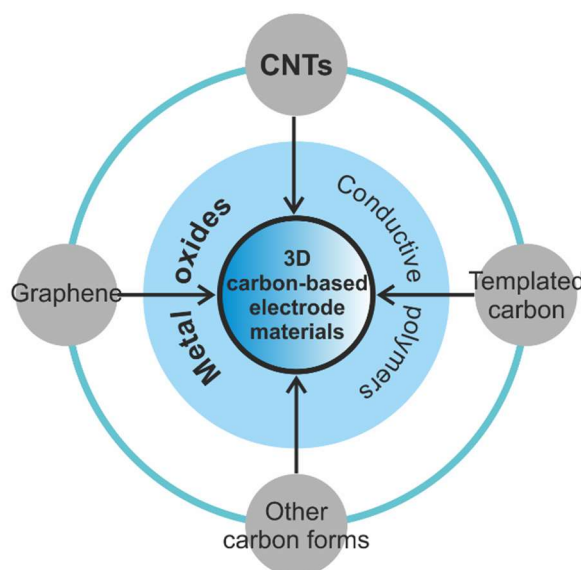 CNTs
Metal oxides
Conductive polymers
3D
carbon-based
electrode
materials
Graphene
Templated
carbon
Other
carbon forms